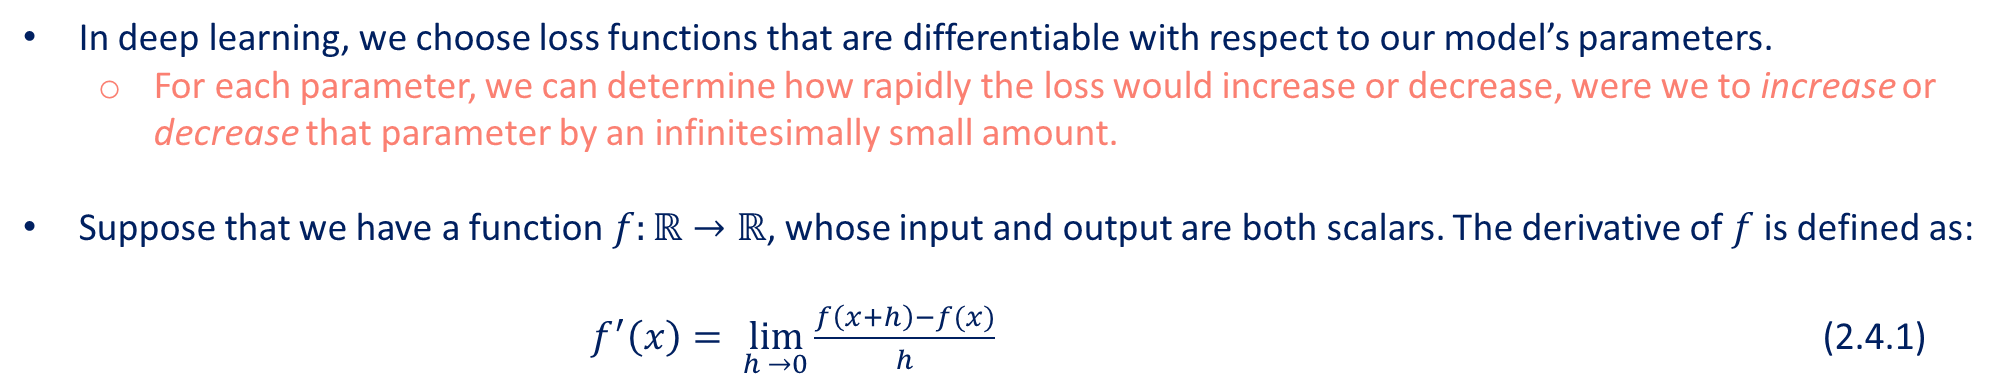 • In deep learning, we choose loss functions that are differentiable with respect to our model’s parameters.
○ For each parameter, we can determine how rapidly the loss would increase or decrease, were we to increase or
decrease that parameter by an infinitesimally small amount.
• Suppose that we have a function f: ℝ → ℝ, whose input and output are both scalars. The derivative of f is defined as:
f′(x) = lim_{h→0} \frac{f(x+h)−f(x)}{h} (2.4.1)